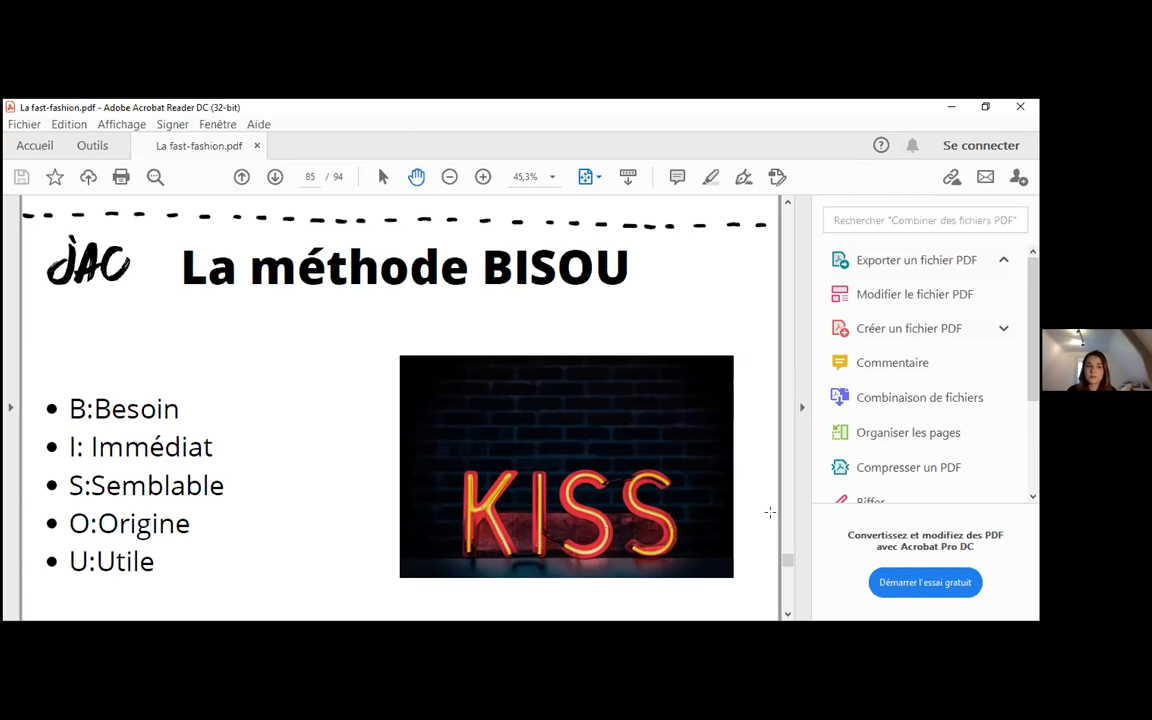 La fast-fashion.pdf - Adobe Acrobat Reader DC (32-bit)
Fichier Edition Affichage Signer Fenêtre Aide
Accueil Outils La fast-fashion.pdf × Se connecter
85 / 94 45,3%
JAC
La méthode BISOU
B:Besoin
I: Immédiat
S:Semblable
O:Origine
U:Utile
KISS
Rechercher "Combiner des fichiers PDF"
Exporter un fichier PDF
Modifier le fichier PDF
Créer un fichier PDF
Commentaire
Combinaison de fichiers
Organiser les pages
Compresser un PDF
Biffer
Convertissez et modifiez des PDF
avec Acrobat Pro DC
Démarrer l'essai gratuit